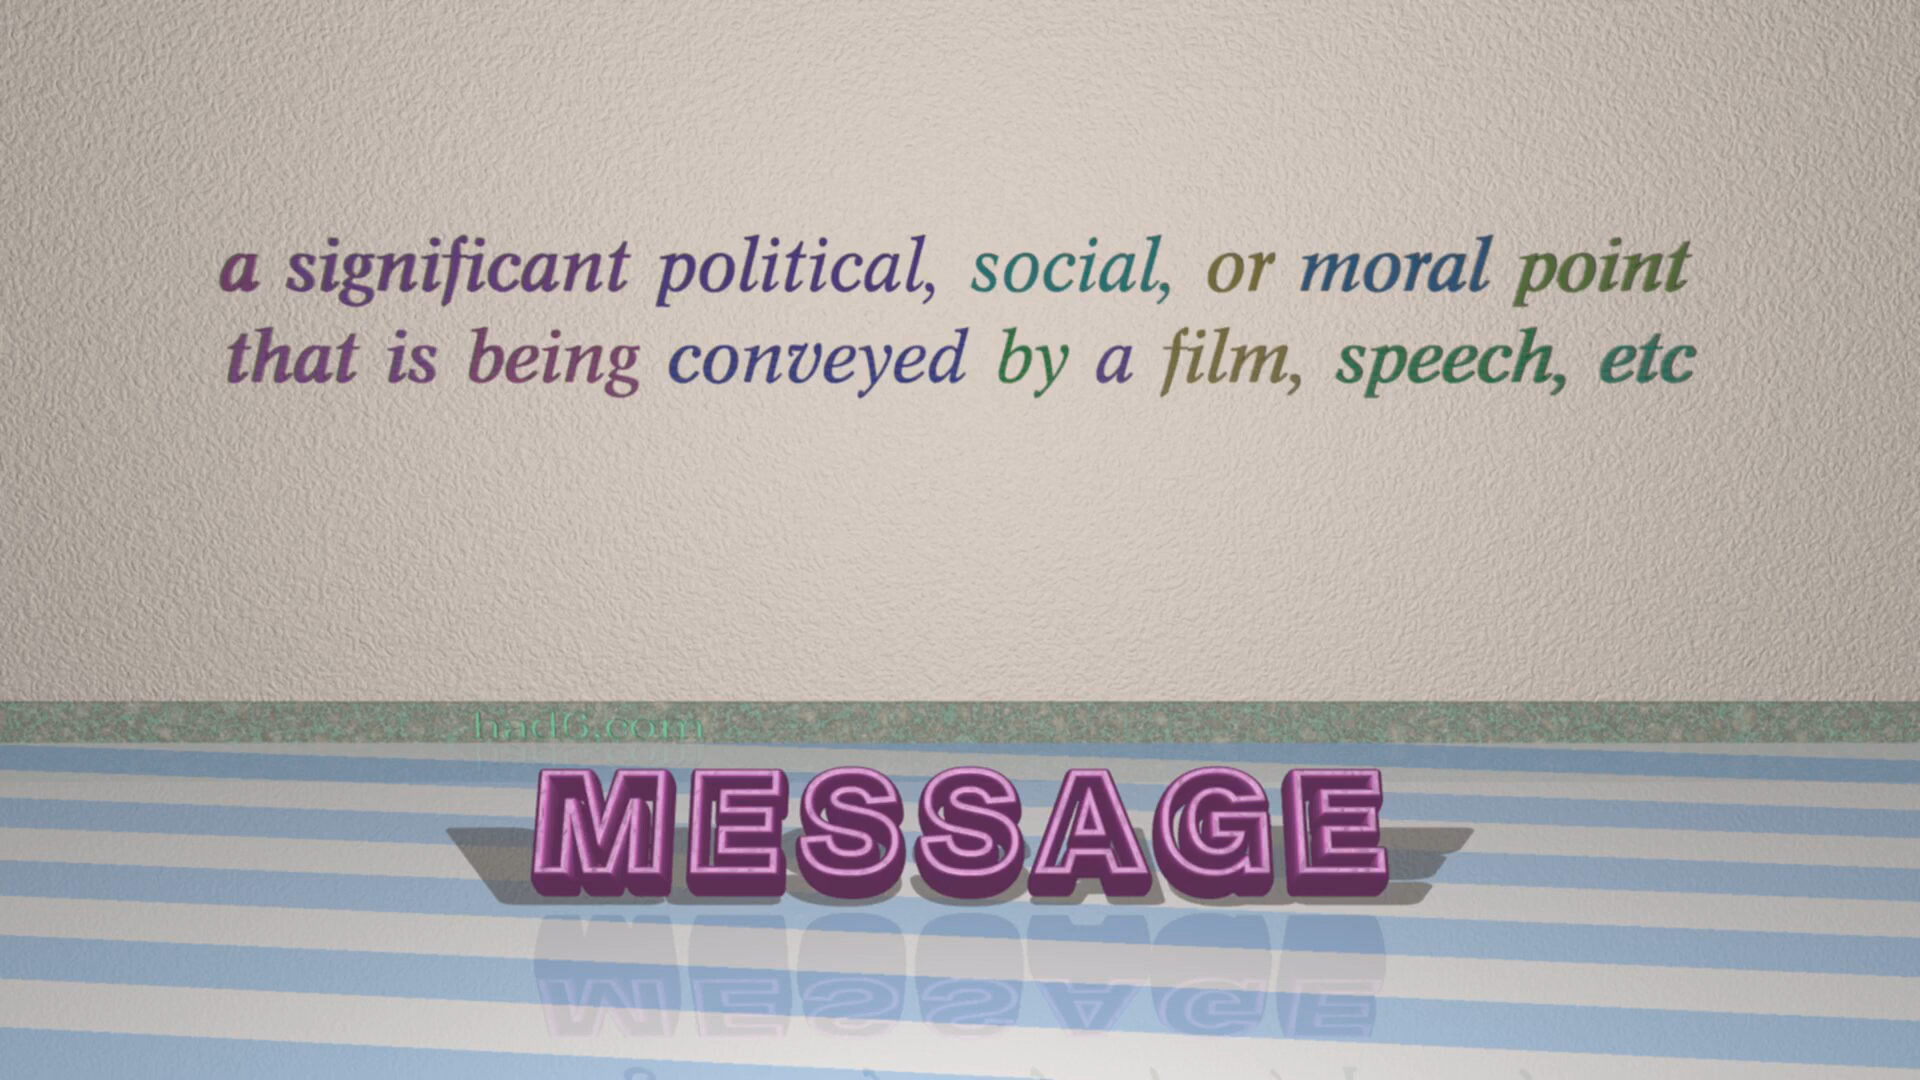 a significant political, social, or moral point
that is being conveyed by a film, speech, etc
had6.com
MESSAGE